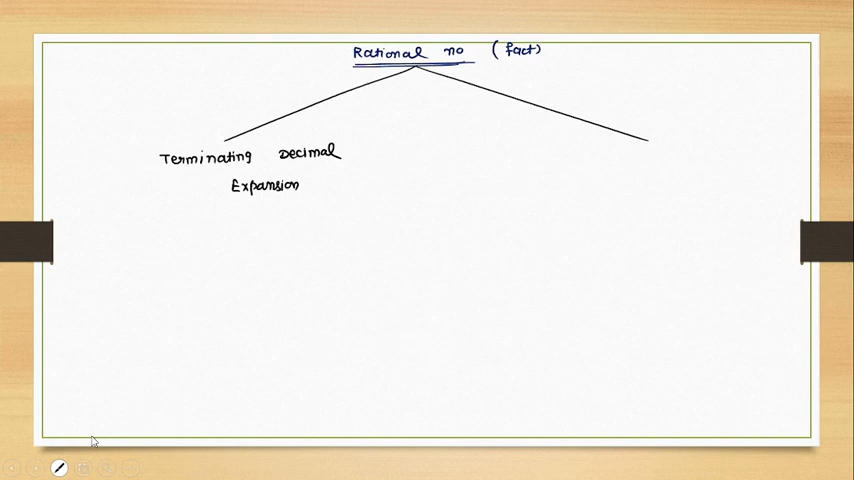 Rational no (fact)
Terminating Decimal
Expansion